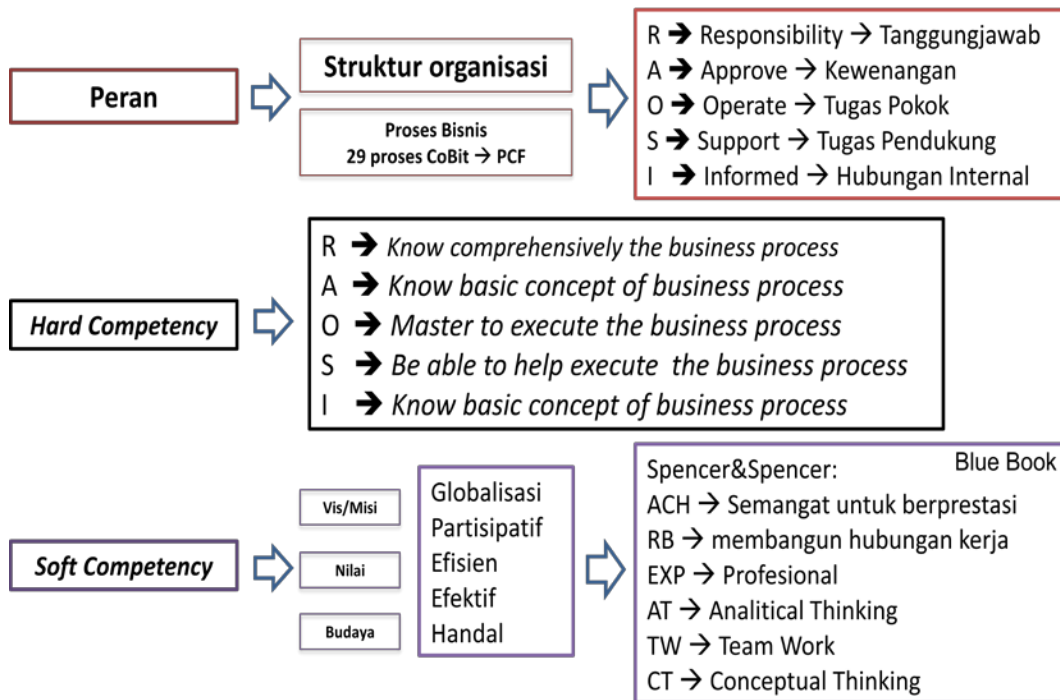 Peran
Struktur organisasi
Proses Bisnis
29 proses CoBit → PCF
R ➔ Responsibility → Tanggungjawab
A ➔ Approve → Kewenangan
O ➔ Operate → Tugas Pokok
S ➔ Support → Tugas Pendukung
I ➔ Informed → Hubungan Internal
Hard Competency
R ➔ Know comprehensively the business process
A ➔ Know basic concept of business process
O ➔ Master to execute the business process
S ➔ Be able to help execute the business process
I ➔ Know basic concept of business process
Soft Competency
Vis/Misi
Nilai
Budaya
Globalisasi
Partisipatif
Efisien
Efektif
Handal
Spencer&Spencer: Blue Book
ACH → Semangat untuk berprestasi
RB → membangun hubungan kerja
EXP → Profesional
AT → Analitical Thinking
TW → Team Work
CT → Conceptual Thinking